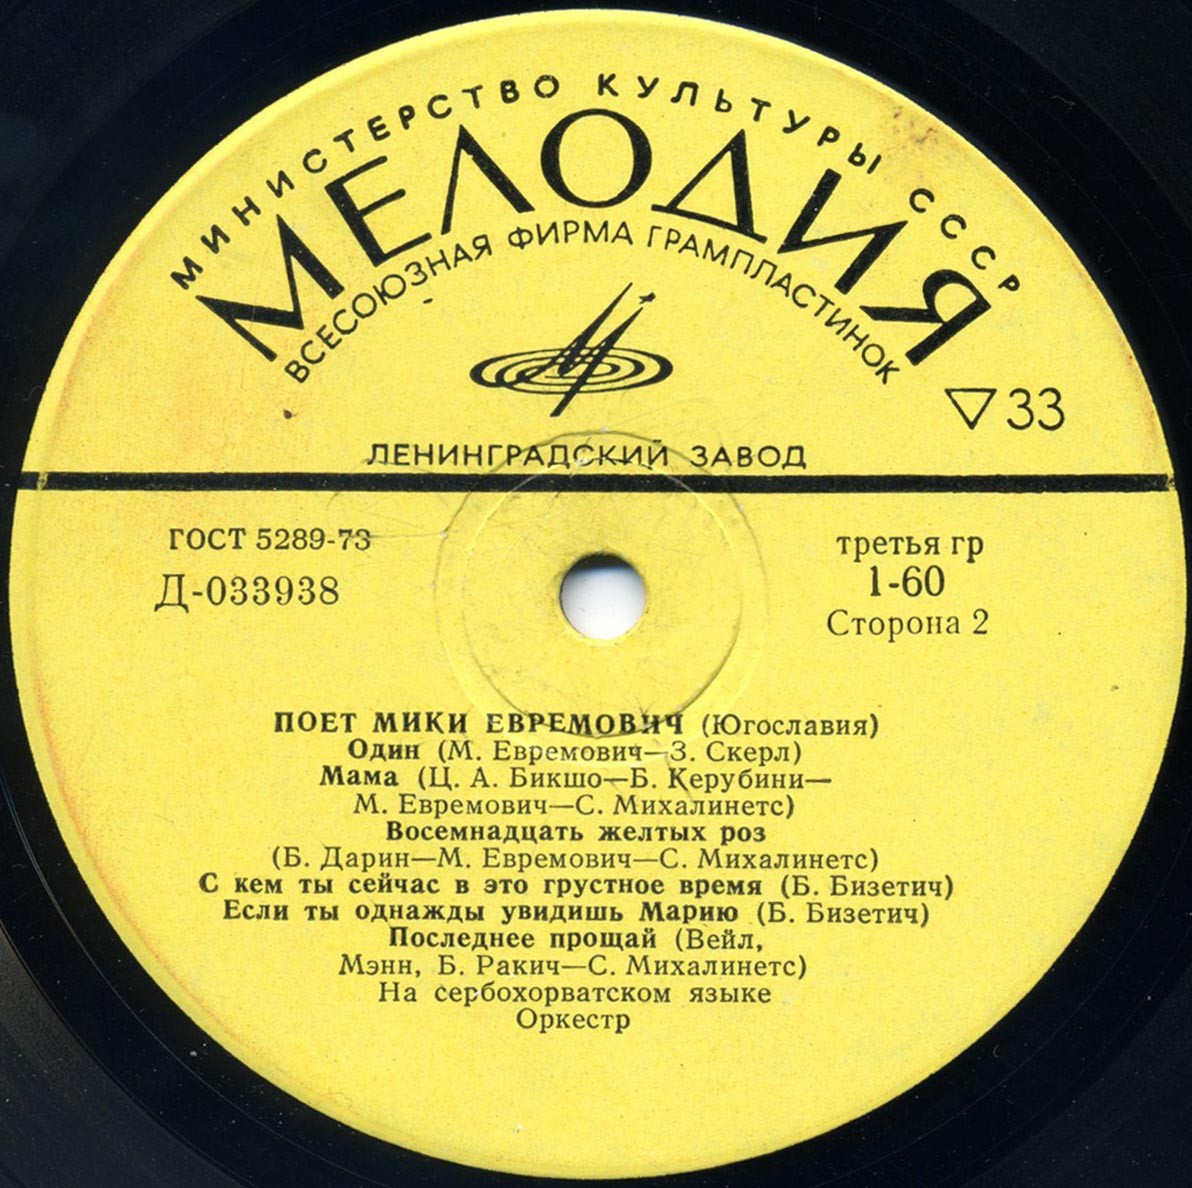 МИНИСТЕРСТВО КУЛЬТУРЫ СССР
МЕЛОДИЯ
ВСЕСОЮЗНАЯ ФИРМА ГРАМПЛАСТИНОК
▽33
ЛЕНИНГРАДСКИЙ ЗАВОД
ГОСТ 5289-73
Д-033938
третья гр
1-60
Сторона 2
ПОЕТ МИКИ ЕВРЕМОВИЧ (Югославия)
Один (М. Евремович—З. Скерл)
Мама (Ц. А. Бикшо—Б. Керубини—
М. Евремович—С. Михалинетс)
Восемнадцать желтых роз
(Б. Дарин—М. Евремович—С. Михалинетс)
С кем ты сейчас в это грустное время (Б. Бизетич)
Если ты однажды увидишь Марию (Б. Бизетич)
Последнее прощай (Вейл,
Мэнн, Б. Ракич—С. Михалинетс)
На сербохорватском языке
Оркестр